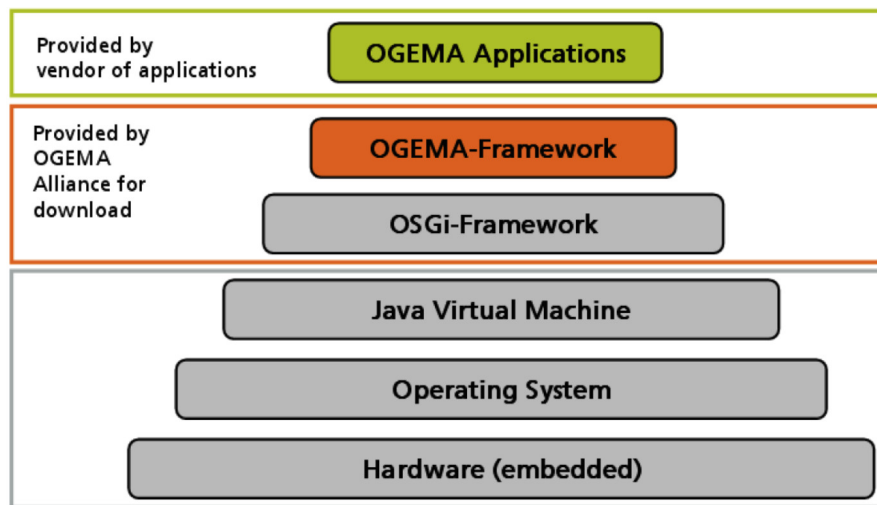 Provided by
vendor of applications
OGEMA Applications
Provided by
OGEMA
Alliance for
download
OGEMA-Framework
OSGi-Framework
Java Virtual Machine
Operating System
Hardware (embedded)